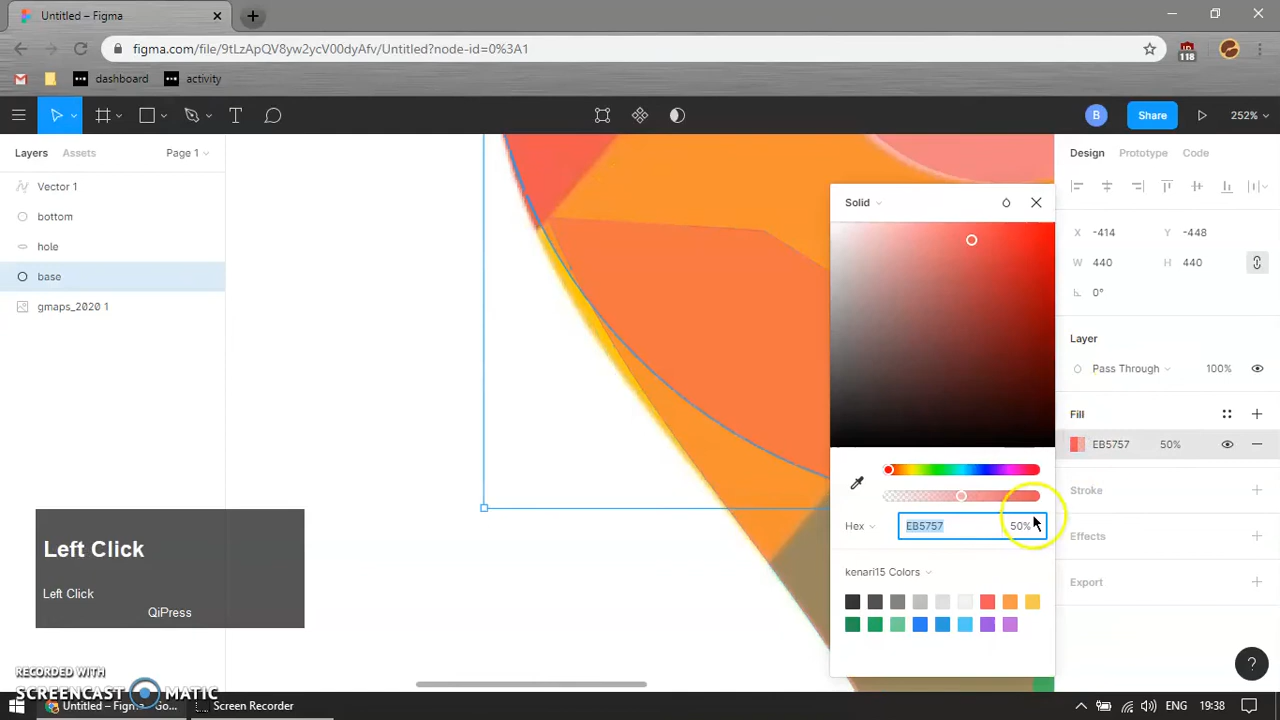 Untitled – Figma
figma.com/file/9tLzApQV8yw2ycV00dyAfv/Untitled?node-id=0%3A1
118
dashboard
activity
B
Share
252%
Layers
Assets
Page 1
Design
Prototype
Code
Vector 1
bottom
hole
base
gmaps_2020 1
Solid
X
-414
Y
-448
W
440
H
440
0°
Layer
Pass Through
100%
Fill
EB5757
50%
Stroke
Hex
EB5757
50%
Effects
kenari15 Colors
Export
Left Click
Left Click
QiPress
?
RECORDED WITH
SCREENCAST MATIC
Untitled – Figma - Go...
Screen Recorder
ENG
19:38